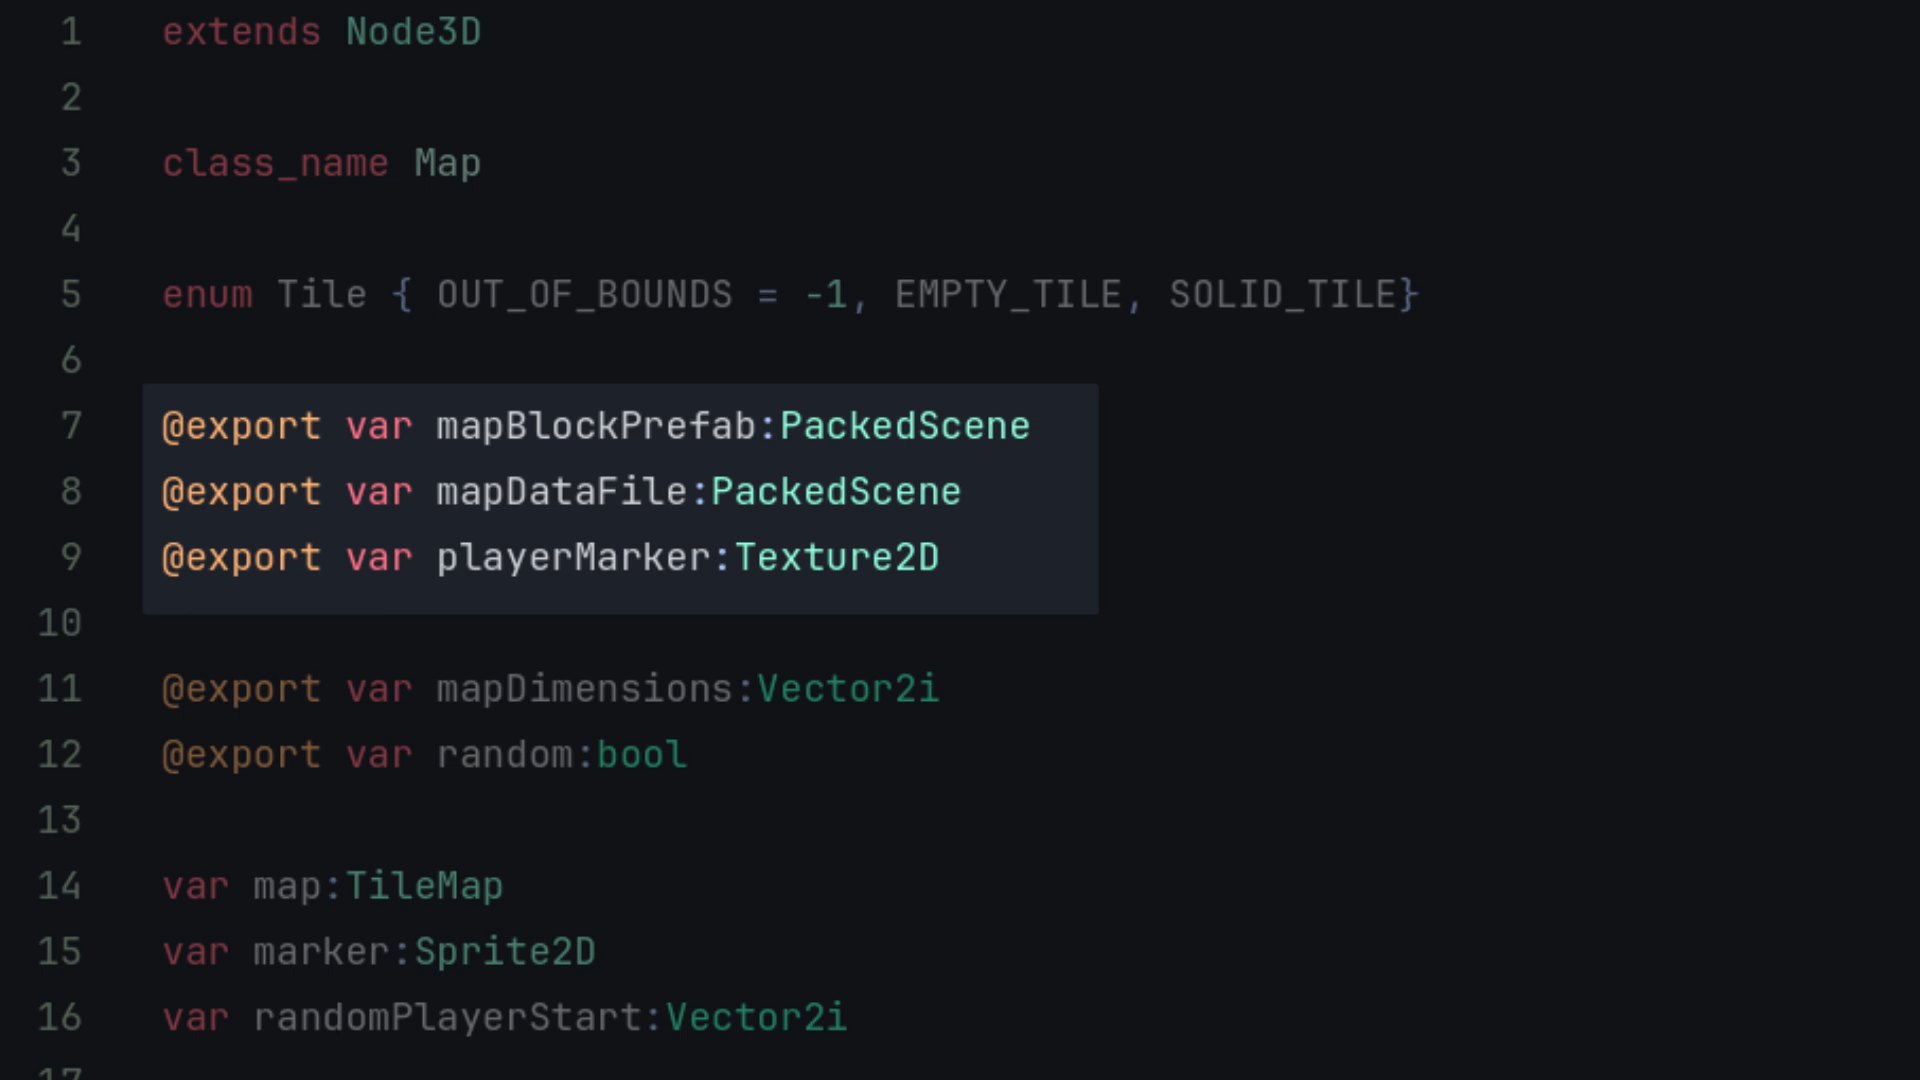 1 extends Node3D
2
3 class_name Map
4
5 enum Tile { OUT_OF_BOUNDS = -1, EMPTY_TILE, SOLID_TILE}
6
7 @export var mapBlockPrefab:PackedScene
8 @export var mapDataFile:PackedScene
9 @export var playerMarker:Texture2D
10
11 @export var mapDimensions:Vector2i
12 @export var random:bool
13
14 var map:TileMap
15 var marker:Sprite2D
16 var randomPlayerStart:Vector2i
17